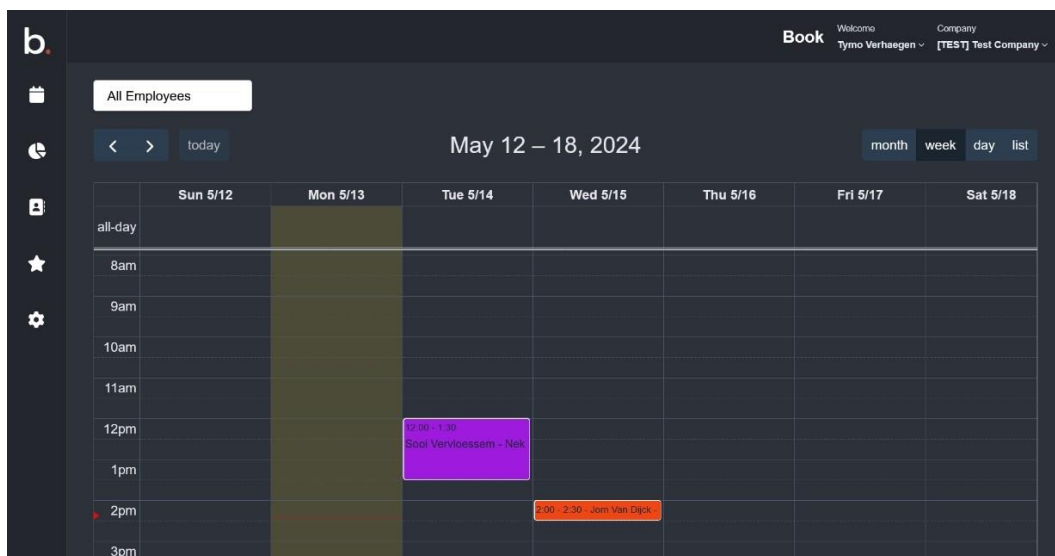 b.
Book
Welcome
Tymo Verhaegen
Company
[TEST] Test Company
All Employees
today
May 12 – 18, 2024
month week day list
Sun 5/12 Mon 5/13 Tue 5/14 Wed 5/15 Thu 5/16 Fri 5/17 Sat 5/18
all-day
8am
9am
10am
11am
12pm
12:00 - 1:30
Sooi Vervloessem - Nek
1pm
2pm
2:00 - 2:30 - Jorn Van Dijck -
3pm